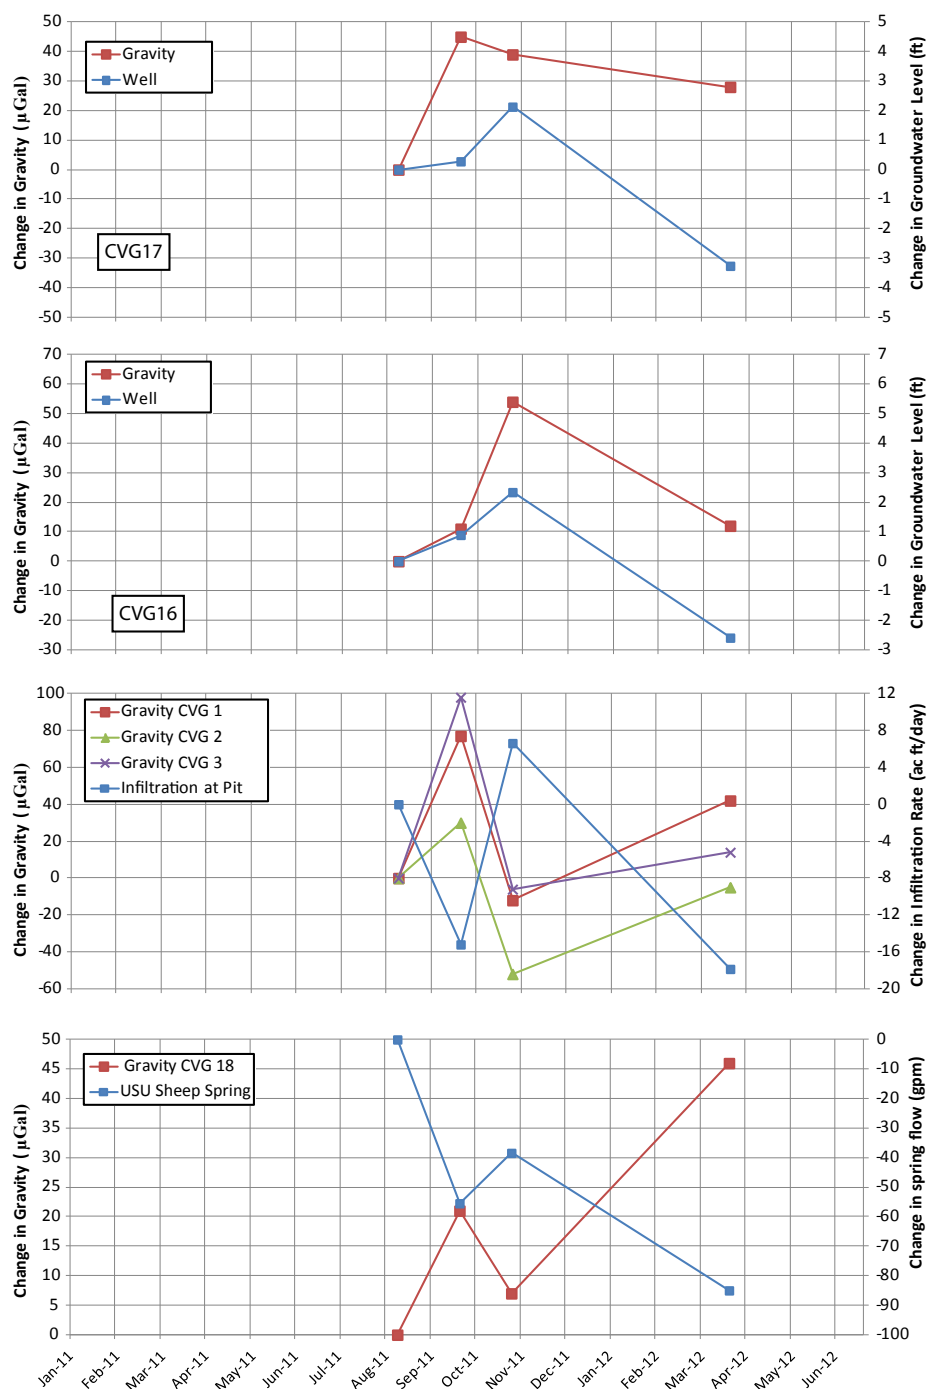 50
40
30
20
10
0
-10
-20
-30
-40
-50
Change in Gravity (µGal)
Gravity
Well
CVG17
5
4
3
2
1
0
-1
-2
-3
-4
-5
Change in Groundwater Level (ft)
70
60
50
40
30
20
10
0
-10
-20
-30
Change in Gravity (µGal)
Gravity
Well
CVG16
7
6
5
4
3
2
1
0
-1
-2
-3
Change in Groundwater Level (ft)
100
80
60
40
20
0
-20
-40
-60
Change in Gravity (µGal)
Gravity CVG 1
Gravity CVG 2
Gravity CVG 3
Infiltration at Pit
12
8
4
0
-4
-8
-12
-16
-20
Change in Infiltration Rate (ac ft/day)
50
45
40
35
30
25
20
15
10
5
0
Change in Gravity (µGal)
Gravity CVG 18
USU Sheep Spring
0
-10
-20
-30
-40
-50
-60
-70
-80
-90
-100
Change in spring flow (gpm)
Jan-11
Feb-11
Mar-11
Apr-11
May-11
Jun-11
Jul-11
Aug-11
Sep-11
Oct-11
Nov-11
Dec-11
Jan-12
Feb-12
Mar-12
Apr-12
May-12
Jun-12